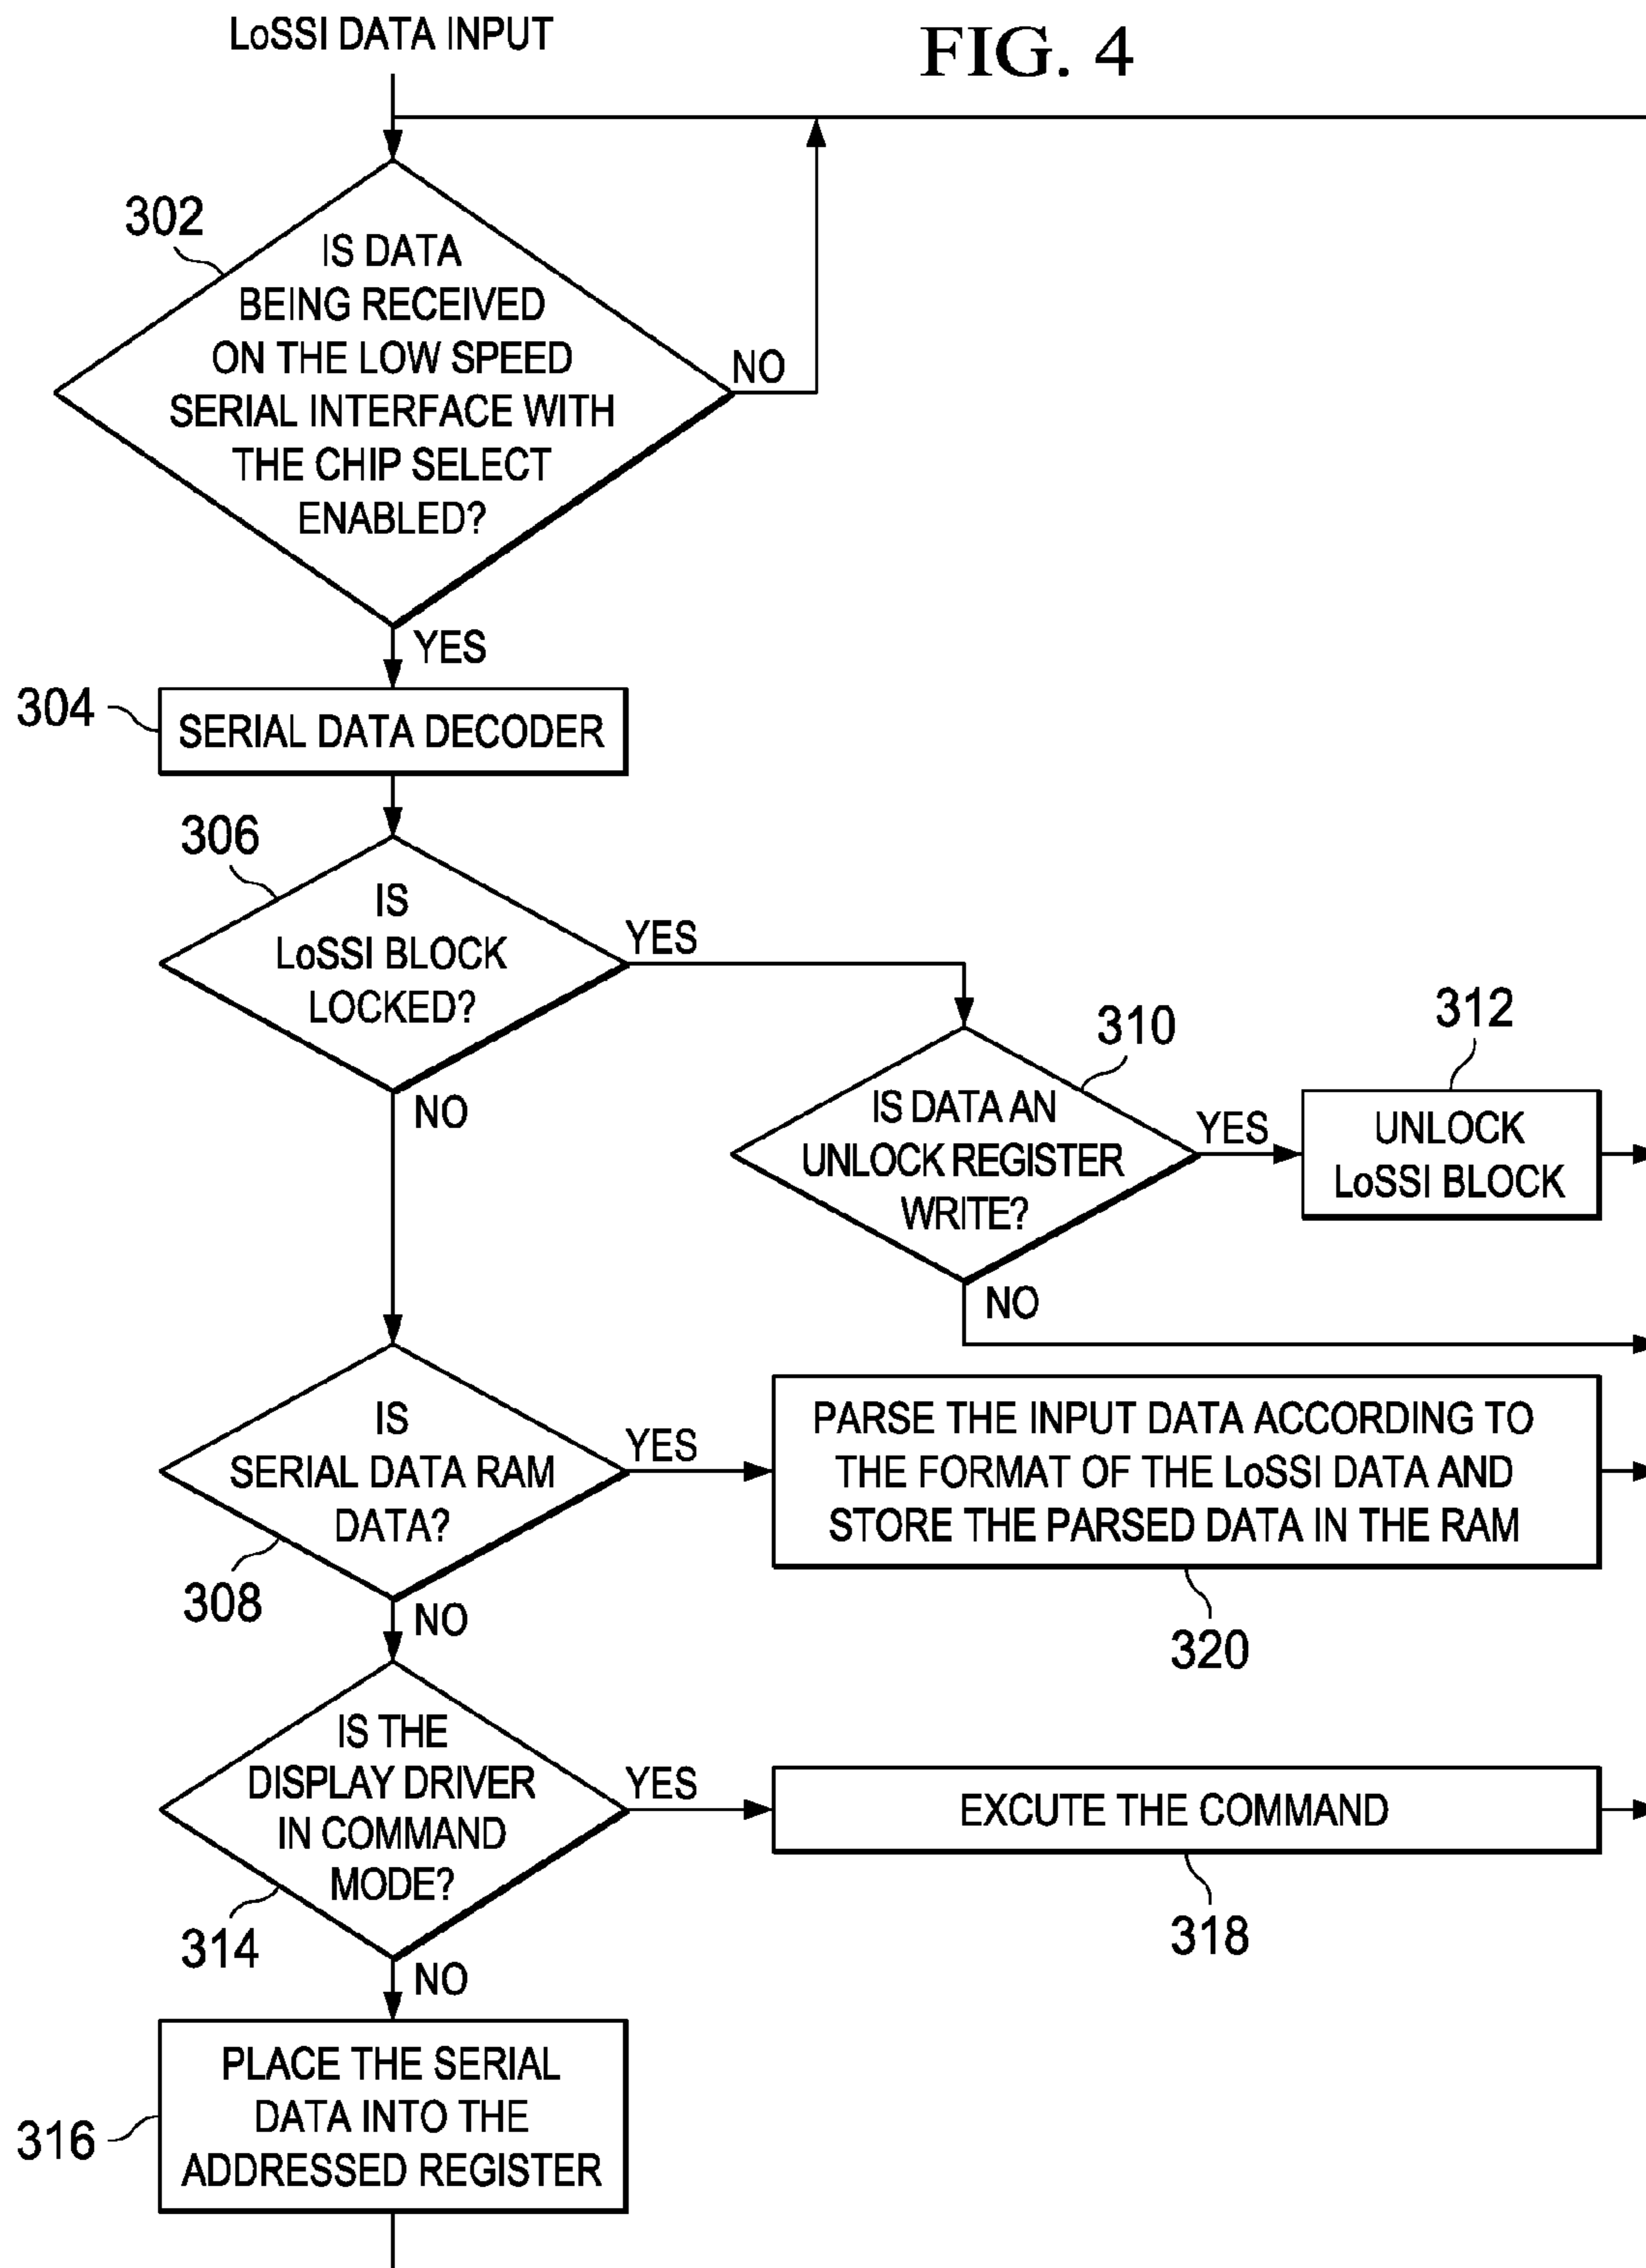 LoSSI DATA INPUT
FIG. 4
302
IS DATA
BEING RECEIVED
ON THE LOW SPEED
SERIAL INTERFACE WITH
THE CHIP SELECT
ENABLED?
NO
YES
304
SERIAL DATA DECODER
306
IS
LoSSI BLOCK
LOCKED?
YES
NO
310
IS DATA AN
UNLOCK REGISTER
WRITE?
YES
NO
312
UNLOCK
LoSSI BLOCK
308
IS
SERIAL DATA RAM
DATA?
YES
NO
PARSE THE INPUT DATA ACCORDING TO
THE FORMAT OF THE LoSSI DATA AND
STORE THE PARSED DATA IN THE RAM
320
IS THE
DISPLAY DRIVER
IN COMMAND
MODE?
314
YES
NO
EXCUTE THE COMMAND
318
316
PLACE THE SERIAL
DATA INTO THE
ADDRESSED REGISTER